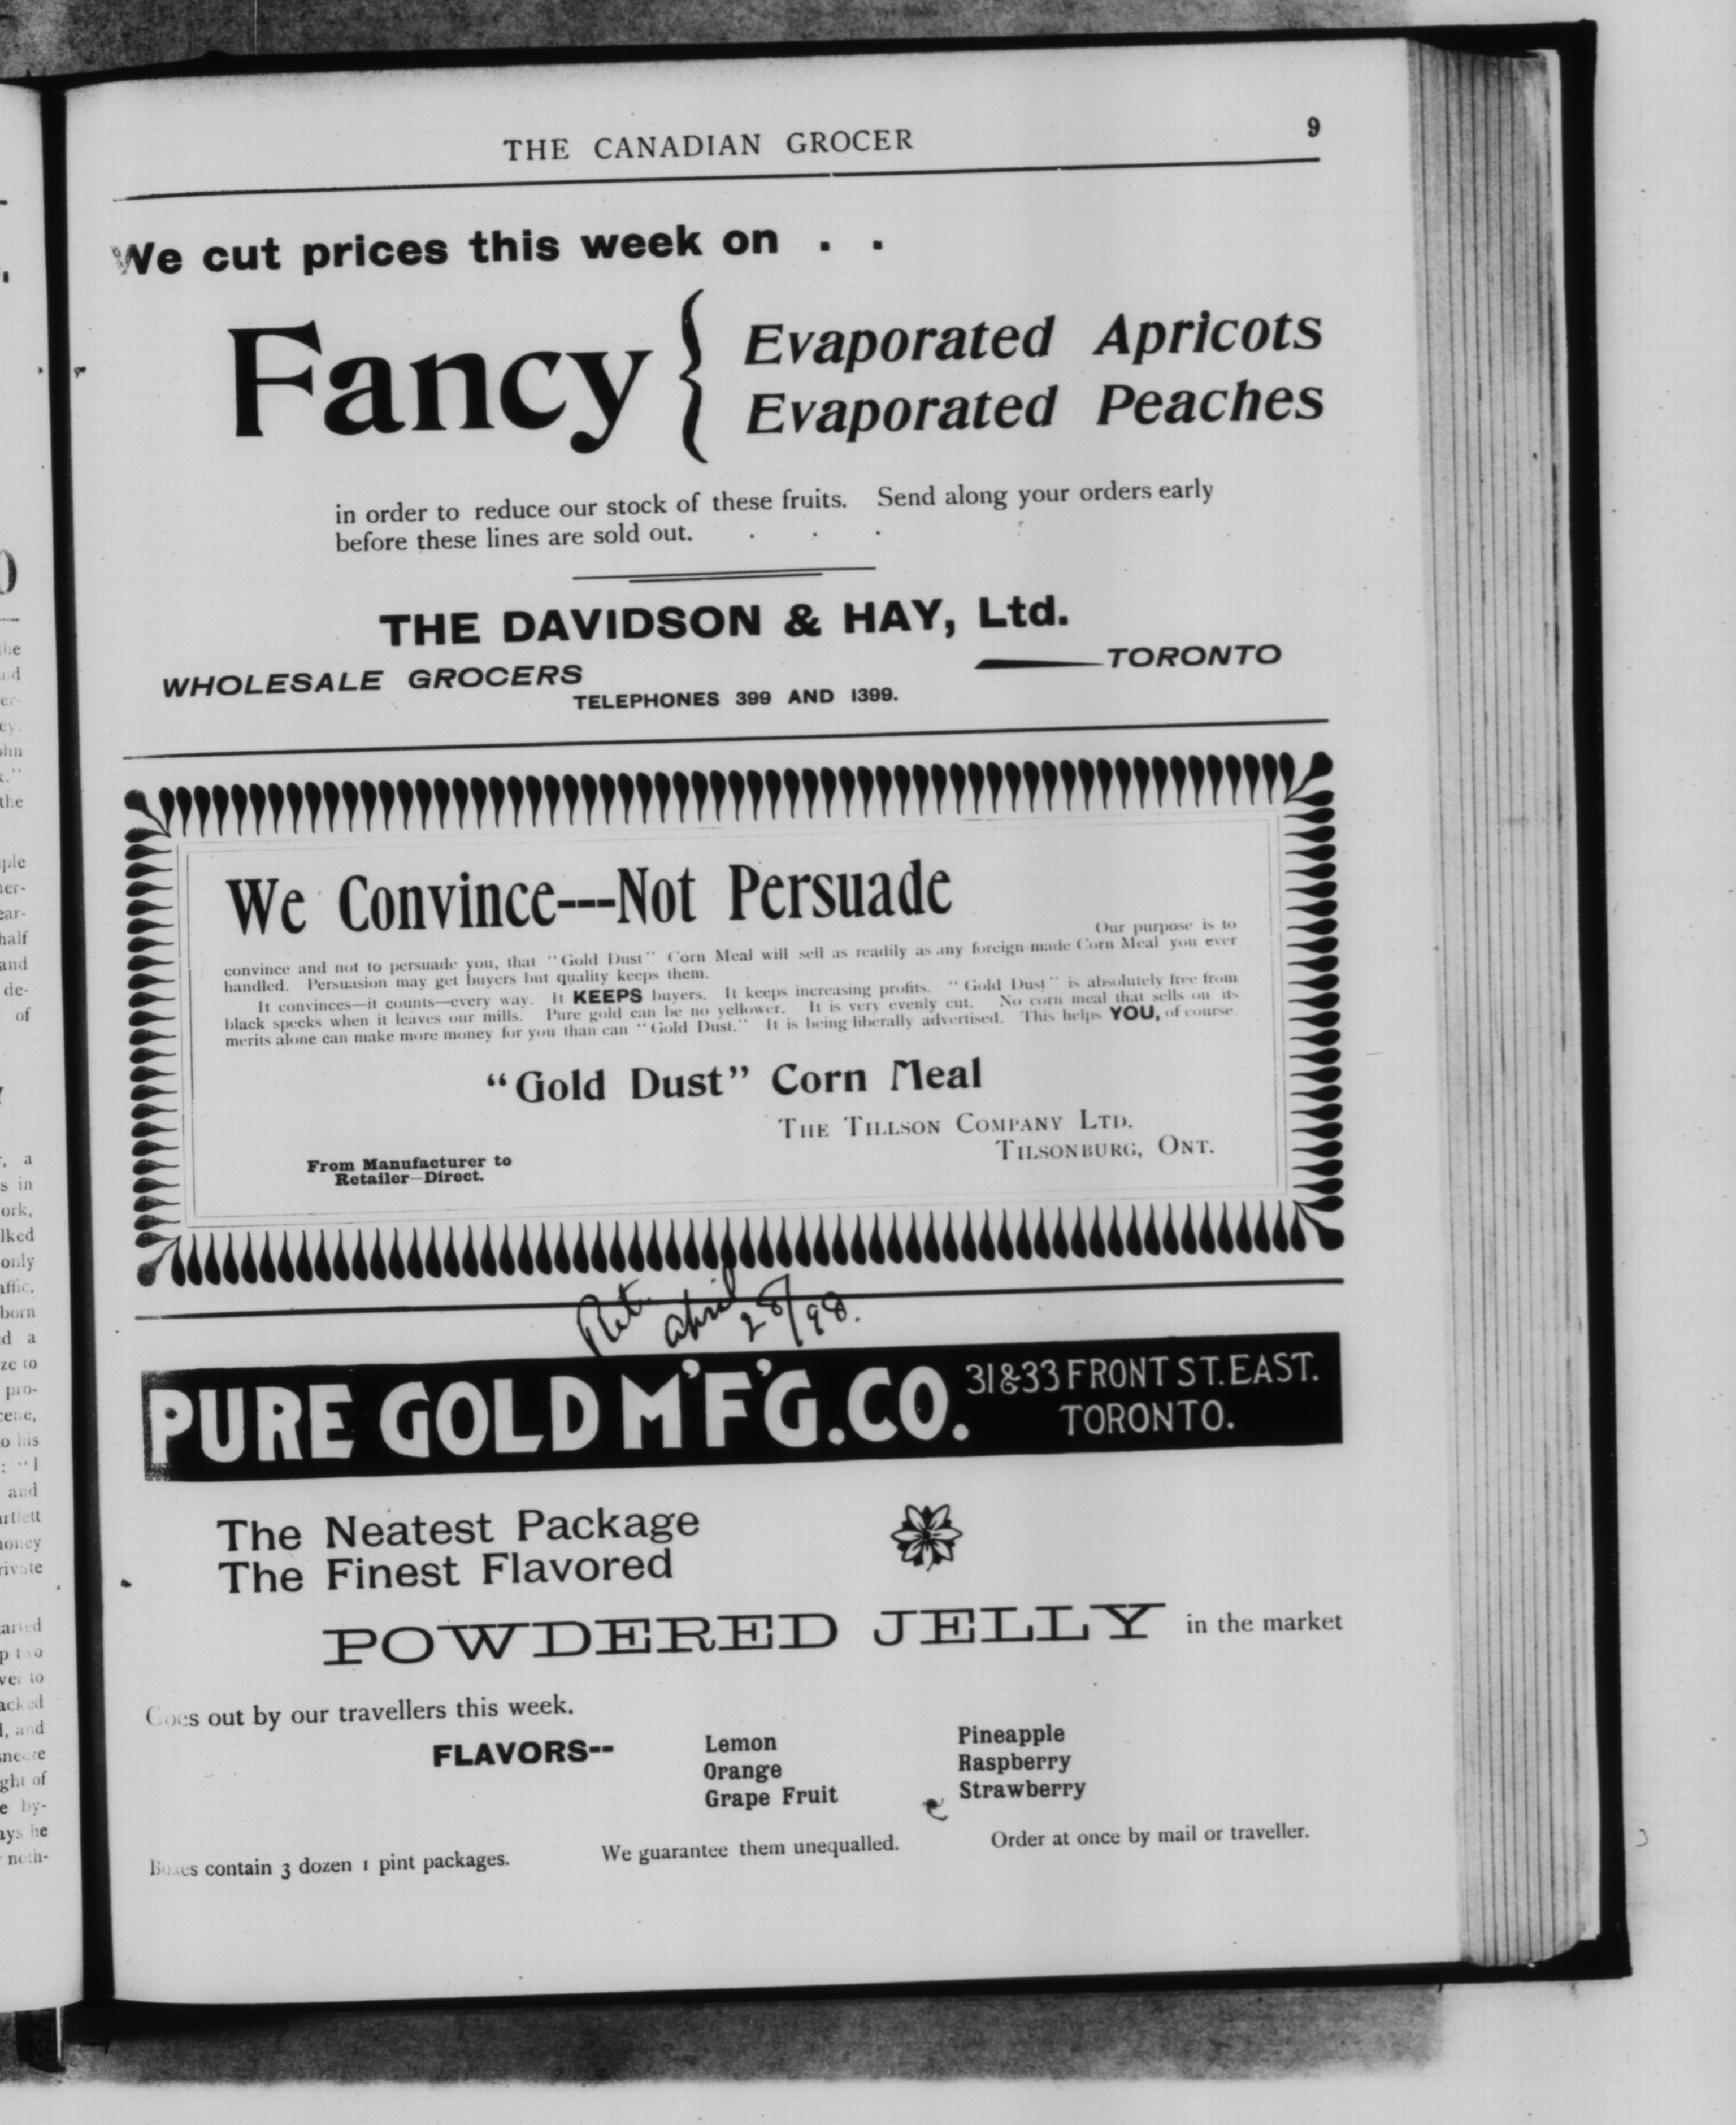 THE CANADIAN GROCER 9
We cut prices this week on . .
Fancy { Evaporated Apricots
Evaporated Peaches
in order to reduce our stock of these fruits. Send along your orders early
before these lines are sold out. . . .
THE DAVIDSON & HAY, Ltd.
WHOLESALE GROCERS TORONTO
TELEPHONES 399 AND 1399.
We Convince---Not Persuade
Our purpose is to
convince and not to persuade you, that "Gold Dust" Corn Meal will sell as readily as any foreign-made Corn Meal you ever
handled. Persuasion may get buyers but quality keeps them.
It convinces—it counts—every way. It KEEPS buyers. It keeps increasing profits. "Gold Dust" is absolutely free from
black specks when it leaves our mills. Pure gold can be no yellower. It is very evenly cut. No corn meal that sells on its
merits alone can make more money for you than can "Gold Dust." It is being liberally advertised. This helps YOU, of course.
"Gold Dust" Corn Meal
THE TILLSON COMPANY LTD.
TILSONBURG, ONT.
From Manufacturer to
Retailer—Direct.
april 28/98.
PURE GOLD M'F'G. CO. 31 & 33 FRONT ST. EAST.
TORONTO.
The Neatest Package
The Finest Flavored
POWDERED JELLY in the market
Goes out by our travellers this week.
FLAVORS-- Lemon Pineapple
Orange Raspberry
Grape Fruit Strawberry
Boxes contain 3 dozen 1 pint packages. We guarantee them unequalled. Order at once by mail or traveller.